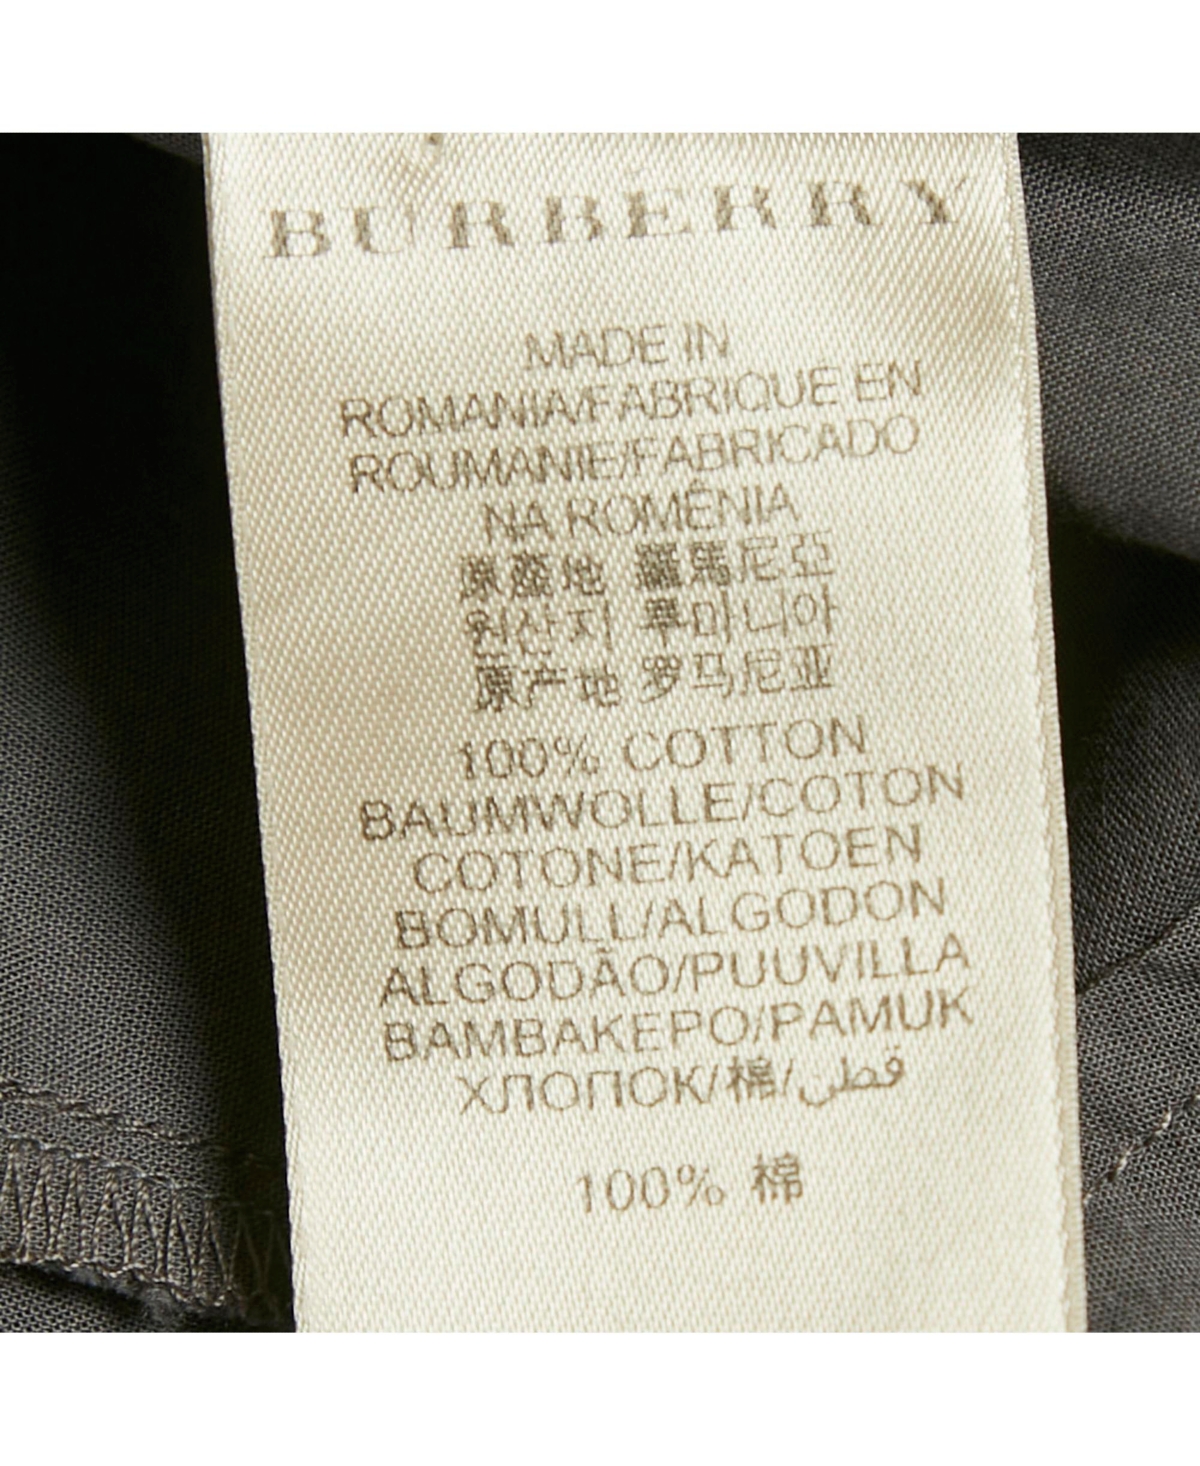 BURBERRY
MADE IN
ROMANIA/FABRIQUE EN
ROUMANIE/FABRICADO
NA ROMÊNIA
原產地 羅馬尼亞
원산지 루마니아
原产地 罗马尼亚
100% COTTON
BAUMWOLLE/COTON
COTONE/KATOEN
BOMULL/ALGODON
ALGODÃO/PUUVILLA
BAMBAKEPO/PAMUK
ХЛОПОК/棉/قطن
100% 棉